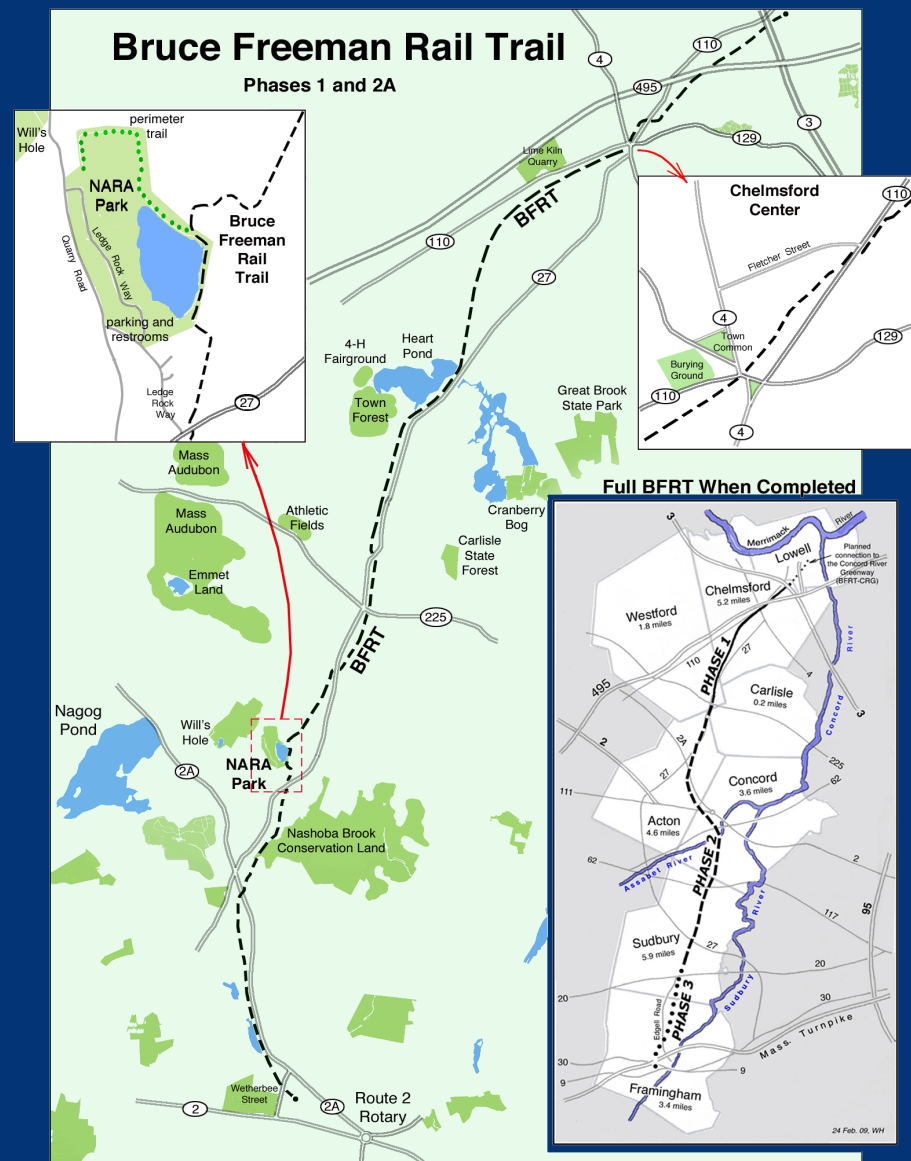 Bruce Freeman Rail Trail
Phases 1 and 2A
4
110
495
3
129
Lime Kiln
Quarry
BFRT
110
27
Will's
Hole
perimeter
trail
NARA
Park
Bruce
Freeman
Rail
Trail
Quarry Road
Ledge Rock Way
parking and
restrooms
Ledge
Rock
Way
27
Chelmsford
Center
110
Fletcher Street
4
Town
Common
129
Burying
Ground
110
4
4-H
Fairground
Heart
Pond
Town
Forest
Great Brook
State Park
Cranberry
Bog
Mass
Audubon
Mass
Audubon
Athletic
Fields
Carlisle
State
Forest
Emmet
Land
225
BFRT
Nagog
Pond
Will's
Hole
2A
NARA
Park
Nashoba Brook
Conservation Land
Wetherbee
Street
2
2A
Route 2
Rotary
Full BFRT When Completed
3
Merrimack
River
Lowell
Planned
connection to
the Concord River
Greenway
(BFRT-CRG)
Chelmsford
5.2 miles
Westford
1.8 miles
PHASE 1
110
27
4
River
495
Carlisle
0.2 miles
Concord
3
2
2A
225
27
Concord
3.6 miles
62
111
Acton
4.6 miles
PHASE 2
62
Assabet River
2
River
117
95
Sudbury
5.9 miles
27
20
Sudbury
20
Edgell Road
PHASE 3
30
Mass. Turnpike
30
9
9
Framingham
3.4 miles
24 Feb. 09, WH